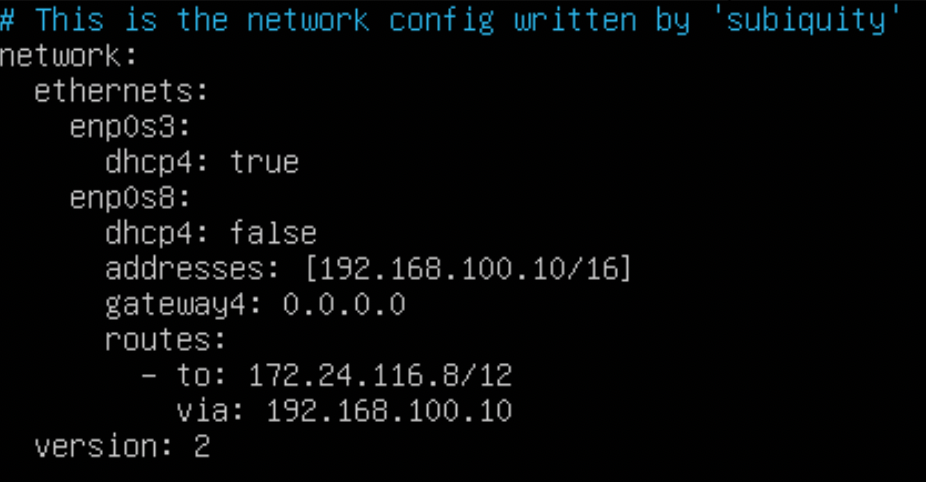 # This is the network config written by 'subiquity'
network:
  ethernets:
    enp0s3:
      dhcp4: true
    enp0s8:
      dhcp4: false
      addresses: [192.168.100.10/16]
      gateway4: 0.0.0.0
      routes:
        - to: 172.24.116.8/12
          via: 192.168.100.10
  version: 2